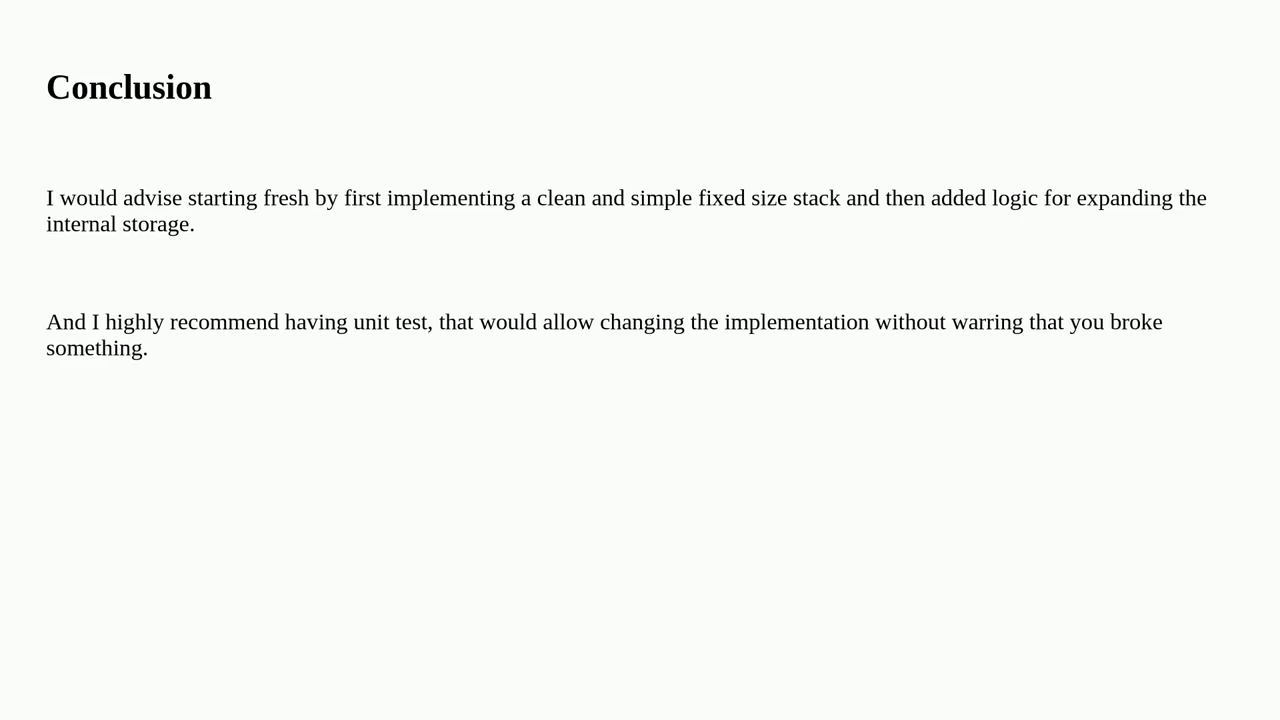 Conclusion
I would advise starting fresh by first implementing a clean and simple fixed size stack and then added logic for expanding the
internal storage.
And I highly recommend having unit test, that would allow changing the implementation without warring that you broke
something.